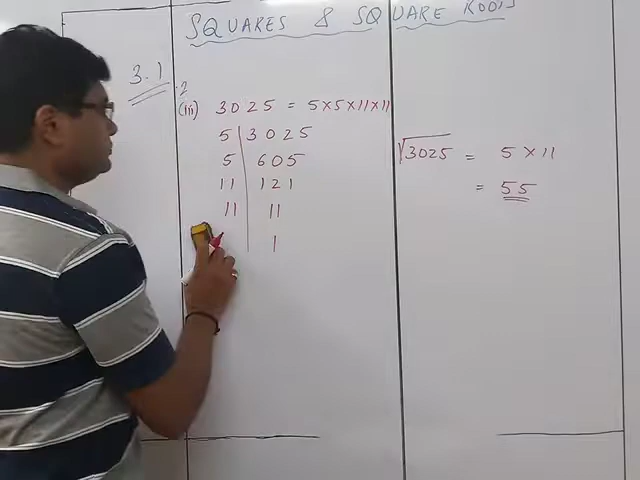 SQUARES & SQUARE ROOTS
3.1
2
(iii) 3025 = 5×5×11×11
5 | 3025
5 | 605
11 | 121
11 | 11
1
√3025 = 5×11
= 55